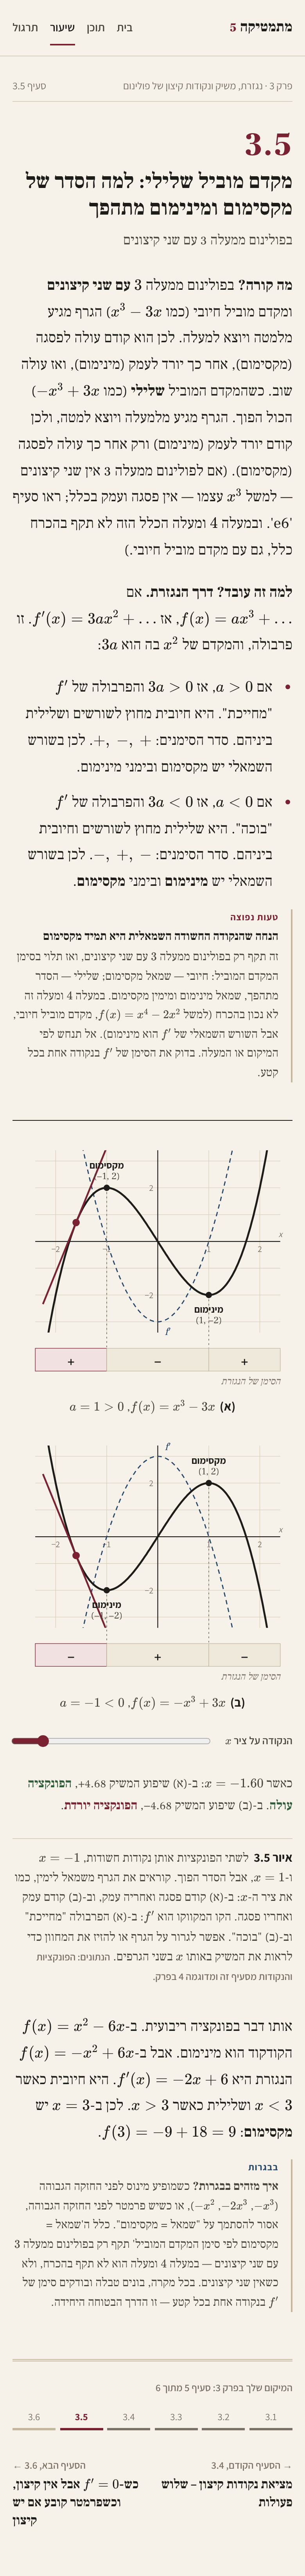 מתמטיקה 5
בית תוכן שיעור תרגול
פרק 3 · נגזרת, משיק ונקודות קיצון של פולינום
סעיף 3.5
3.5
מקדם מוביל שלילי: למה הסדר של
מקסימום ומינימום מתהפך
בפולינום ממעלה 3 עם שני קיצונים
מה קורה? בפולינום ממעלה 3 עם שני קיצונים
ומקדם מוביל חיובי (כמו x³ − 3x) הגרף מגיע
מלמטה ויוצא למעלה. לכן הוא קודם עולה לפסגה
(מקסימום), אחר כך יורד לעמק (מינימום), ואז עולה
שוב. כשהמקדם המוביל שלילי (כמו −x³ + 3x)
הכול הפוך. הגרף מגיע מלמעלה ויוצא למטה, ולכן
קודם יורד לעמק (מינימום) ורק אחר כך עולה לפסגה
(מקסימום). (אם לפולינום ממעלה 3 אין שני קיצונים
— למשל x³ עצמו — אין פסגה ועמק בכלל; ראו סעיף
'e6'. ובמעלה 4 ומעלה הכלל הזה לא תקף בהכרח
כלל, גם עם מקדם מוביל חיובי.)
למה זה עובד? דרך הנגזרת. אם
f(x) = ax³ + …, אז f′(x) = 3ax² + …. זו
פרבולה, והמקדם של x² בה הוא 3a:
• אם a > 0, אז 3a > 0 והפרבולה של f′
"מחייכת". היא חיובית מחוץ לשורשים ושלילית
ביניהם. סדר הסימנים: +, −, +. לכן בשורש
השמאלי יש מקסימום ובימני מינימום.
• אם a < 0, אז 3a < 0 והפרבולה של f′
"בוכה". היא שלילית מחוץ לשורשים וחיובית
ביניהם. סדר הסימנים: −, +, −. לכן בשורש
השמאלי יש מינימום ובימני מקסימום.
טעות נפוצה
הנחה שהנקודה החשודה השמאלית היא תמיד מקסימום
זה תקף רק בפולינום ממעלה 3 עם שני קיצונים, ואז תלוי בסימן
המקדם המוביל: חיובי — שמאל מקסימום; שלילי — הסדר
מתהפך, שמאל מינימום וימין מקסימום. במעלה 4 ומעלה זה
לא נכון בהכרח (למשל f(x) = x⁴ − 2x², מקדם מוביל חיובי,
אבל השורש השמאלי של f′ הוא מינימום). אל תנחש לפי
המיקום או המעלה. בדוק את הסימן של f′ בנקודה אחת בכל
קטע.
מקסימום
(−1, 2)
2
x
−2
−1
1
2
−2
מינימום
(1, −2)
f′
+ − +
הסימן של הנגזרת
(א) f(x) = x³ − 3x, a = 1 > 0
f′
מקסימום
(1, 2)
2
x
−2
−1
1
2
−2
מינימום
(−1, −2)
− + −
הסימן של הנגזרת
(ב) f(x) = −x³ + 3x, a = −1 < 0
הנקודה על ציר x
כאשר x = −1.60: ב-(א) שיפוע המשיק +4.68, הפונקציה
עולה. ב-(ב) שיפוע המשיק −4.68, הפונקציה יורדת.
איור 3.5 לשתי הפונקציות אותן נקודות חשודות, x = −1
ו-x = 1, אבל הסדר הפוך. קוראים את הגרף משמאל לימין, כמו
את ציר ה-x: ב-(א) קודם פסגה ואחריה עמק, וב-(ב) קודם עמק
ואחריו פסגה. הקו המקווקו הוא f′: ב-(א) הפרבולה "מחייכת"
וב-(ב) "בוכה". אפשר לגרור על הגרף או להזיז את המחוון כדי
לראות את המשיק באותו x בשני הגרפים. הנתונים: הפונקציות
והנקודות מסעיף זה ומדוגמה 4 בפרק.
אותו דבר בפונקציה ריבועית. ב-f(x) = x² − 6x
הקודקוד הוא מינימום. אבל ב-f(x) = −x² + 6x
הנגזרת היא f′(x) = −2x + 6. היא חיובית כאשר
x < 3 ושלילית כאשר x > 3. לכן ב-x = 3 יש
מקסימום: f(3) = −9 + 18 = 9.
בבגרות
איך מזהים בבגרות? כשמופיע מינוס לפני החזקה הגבוהה
(−x², −2x³, −x³), או כשיש פרמטר לפני החזקה הגבוהה,
אסור להסתמך על "שמאל = מקסימום". כלל ה'שמאל =
מקסימום לפי סימן המקדם המוביל' תקף רק בפולינום ממעלה 3
עם שני קיצונים — במעלה 4 ומעלה הוא לא תקף בהכרח, ולא
כשאין שני קיצונים. בכל מקרה, בונים טבלה ובודקים סימן של
f′ בנקודה אחת בכל קטע — זו הדרך הבטוחה היחידה.
המיקום שלך בפרק 3: סעיף 5 מתוך 6
3.1 3.2 3.3 3.4 3.5 3.6
→ הסעיף הקודם, 3.4
מציאת נקודות קיצון – שלוש
פעולות
הסעיף הבא, 3.6 ←
כש-f′ = 0 אבל אין קיצון,
וכשפרמטר קובע אם יש
קיצון